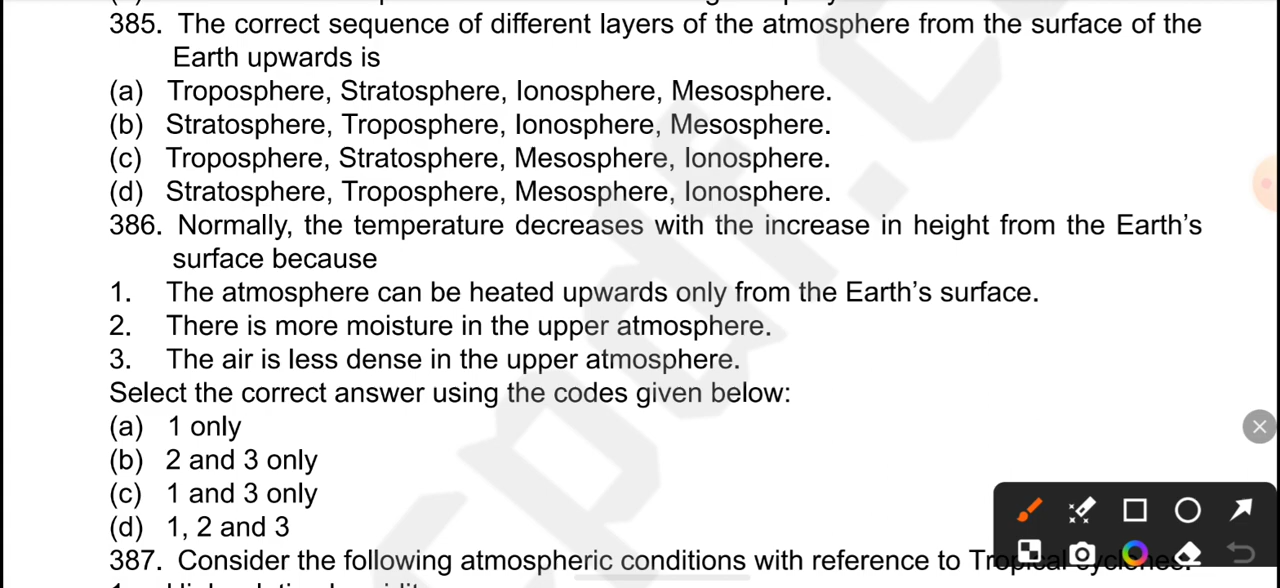 385. The correct sequence of different layers of the atmosphere from the surface of the
Earth upwards is
(a) Troposphere, Stratosphere, Ionosphere, Mesosphere.
(b) Stratosphere, Troposphere, Ionosphere, Mesosphere.
(c) Troposphere, Stratosphere, Mesosphere, Ionosphere.
(d) Stratosphere, Troposphere, Mesosphere, Ionosphere.
386. Normally, the temperature decreases with the increase in height from the Earth's
surface because
1. The atmosphere can be heated upwards only from the Earth's surface.
2. There is more moisture in the upper atmosphere.
3. The air is less dense in the upper atmosphere.
Select the correct answer using the codes given below:
(a) 1 only
(b) 2 and 3 only
(c) 1 and 3 only
(d) 1, 2 and 3
387. Consider the following atmospheric conditions with reference to Tropical cyclones: